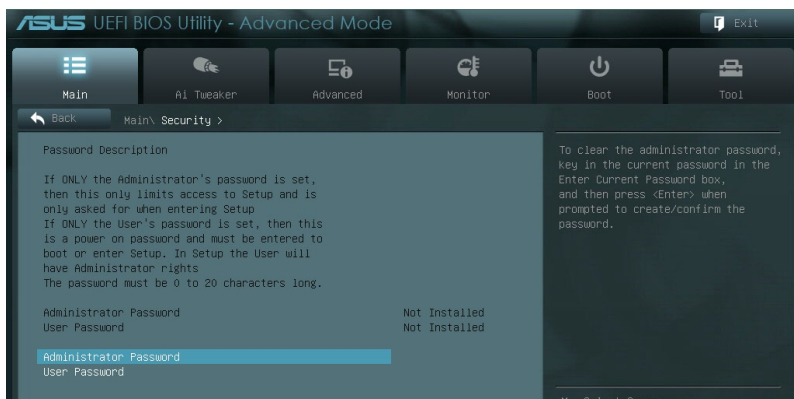 ASUS UEFI BIOS Utility - Advanced Mode
Exit
Main
Ai Tweaker
Advanced
Monitor
Boot
Tool
Back
Main\ Security >
Password Description
If ONLY the Administrator's password is set,
then this only limits access to Setup and is
only asked for when entering Setup
If ONLY the User's password is set, then this
is a power on password and must be entered to
boot or enter Setup. In Setup the User will
have Administrator rights
The password must be 0 to 20 characters long.
Administrator Password Not Installed
User Password Not Installed
Administrator Password
User Password
To clear the administrator password,
key in the current password in the
Enter Current Password box,
and then press <Enter> when
prompted to create/confirm the
password.